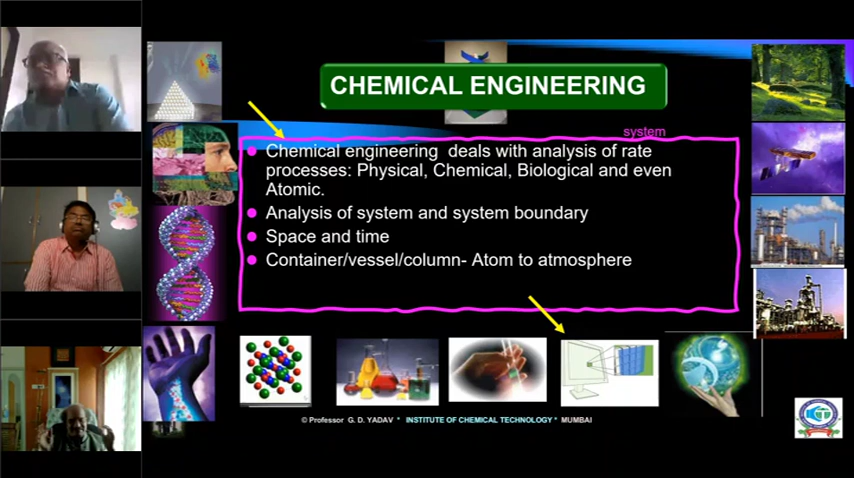 CHEMICAL ENGINEERING
system
Chemical engineering deals with analysis of rate
processes: Physical, Chemical, Biological and even
Atomic.
Analysis of system and system boundary
Space and time
Container/vessel/column- Atom to atmosphere
© Professor G. D. YADAV * INSTITUTE OF CHEMICAL TECHNOLOGY * MUMBAI